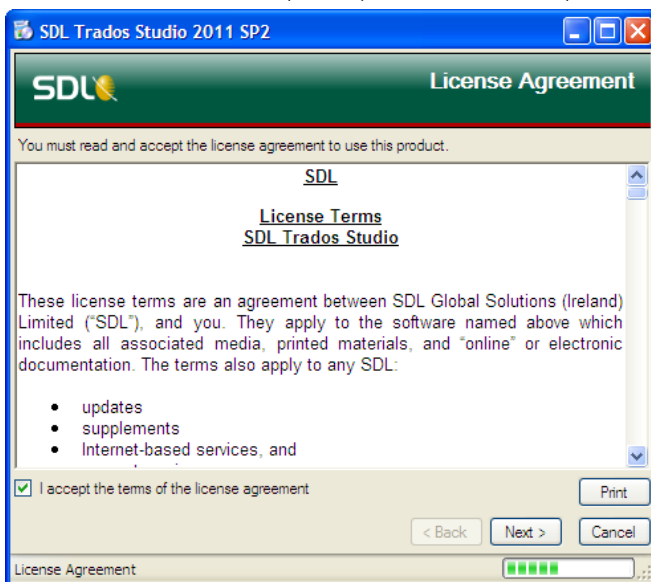 SDL Trados Studio 2011 SP2
SDL
License Agreement
You must read and accept the license agreement to use this product.
SDL
License Terms
SDL Trados Studio
These license terms are an agreement between SDL Global Solutions (Ireland)
Limited (“SDL”), and you. They apply to the software named above which
includes all associated media, printed materials, and “online” or electronic
documentation. The terms also apply to any SDL:
• updates
• supplements
• Internet-based services, and
I accept the terms of the license agreement
Print
< Back Next > Cancel
License Agreement